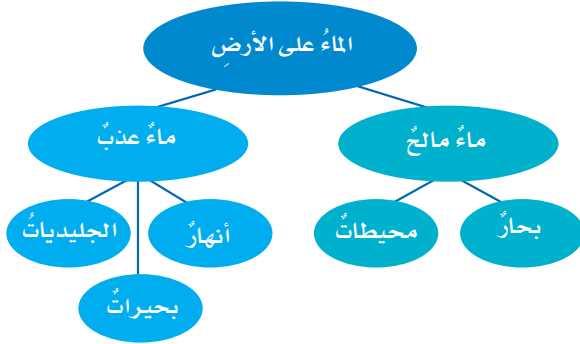 الماءُ على الأرضِ
ماءٌ مالحٌ
ماءٌ عذبٌ
بحارٌ
محيطاتٌ
أنهارٌ
الجليدياتُ
بحيراتٌ